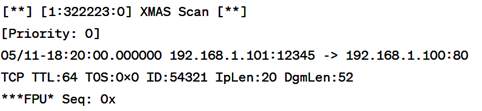 [**] [1:322223:0] XMAS Scan [**]
[Priority: 0]
05/11-18:20:00.000000 192.168.1.101:12345 -> 192.168.1.100:80
TCP TTL:64 TOS:0x0 ID:54321 IpLen:20 DgmLen:52
***FPU* Seq: 0x